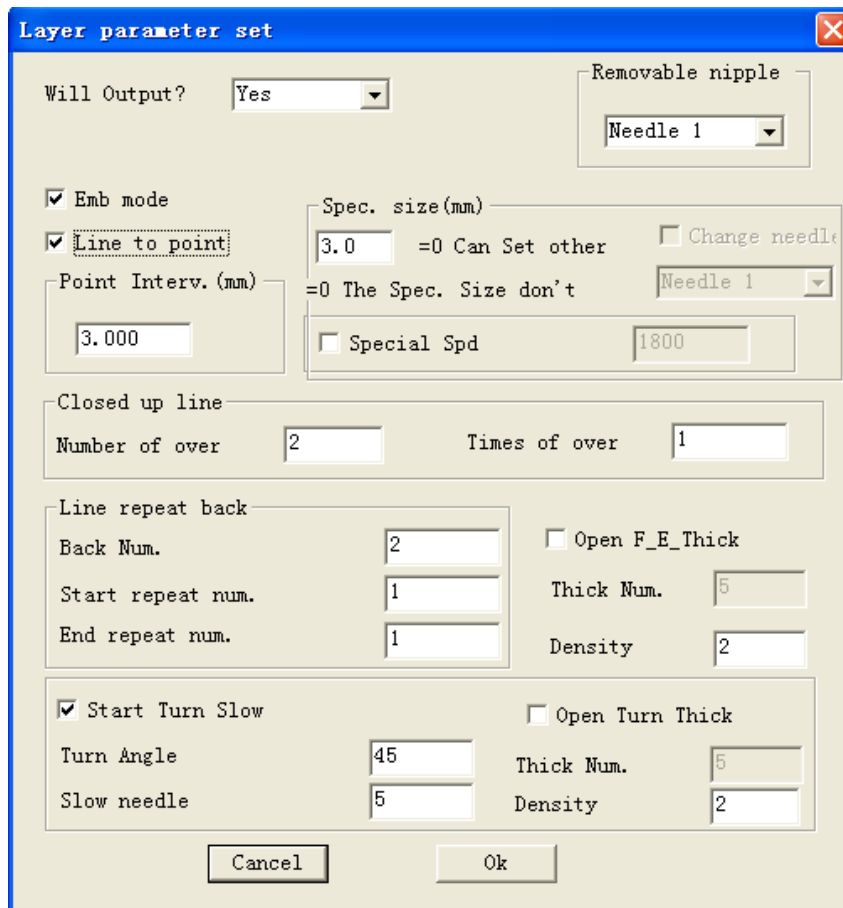 Layer parameter set
Removable nipple
Will Output? Yes
Needle 1
Emb mode
Spec. size(mm)
Line to point
3.0 =0 Can Set other Change needle
Point Interv.(mm)
=0 The Spec. Size don't Needle 1
3.000
Special Spd 1800
Closed up line
Number of over 2 Times of over 1
Line repeat back
Back Num. 2 Open F_E_Thick
Start repeat num. 1 Thick Num. 5
End repeat num. 1 Density 2
Start Turn Slow Open Turn Thick
Turn Angle 45 Thick Num. 5
Slow needle 5 Density 2
Cancel Ok